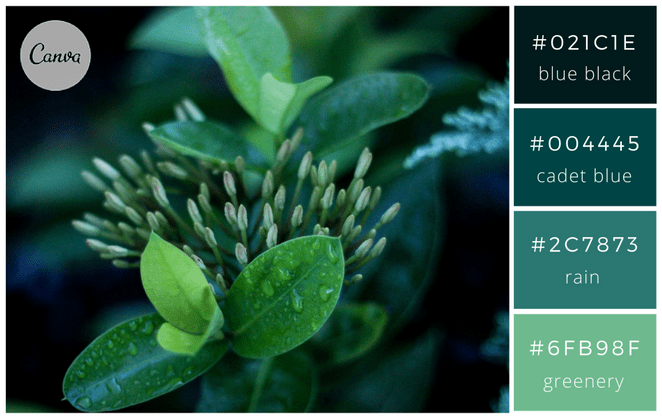 Canva
#021C1E
blue black
#004445
cadet blue
#2C7873
rain
#6FB98F
greenery